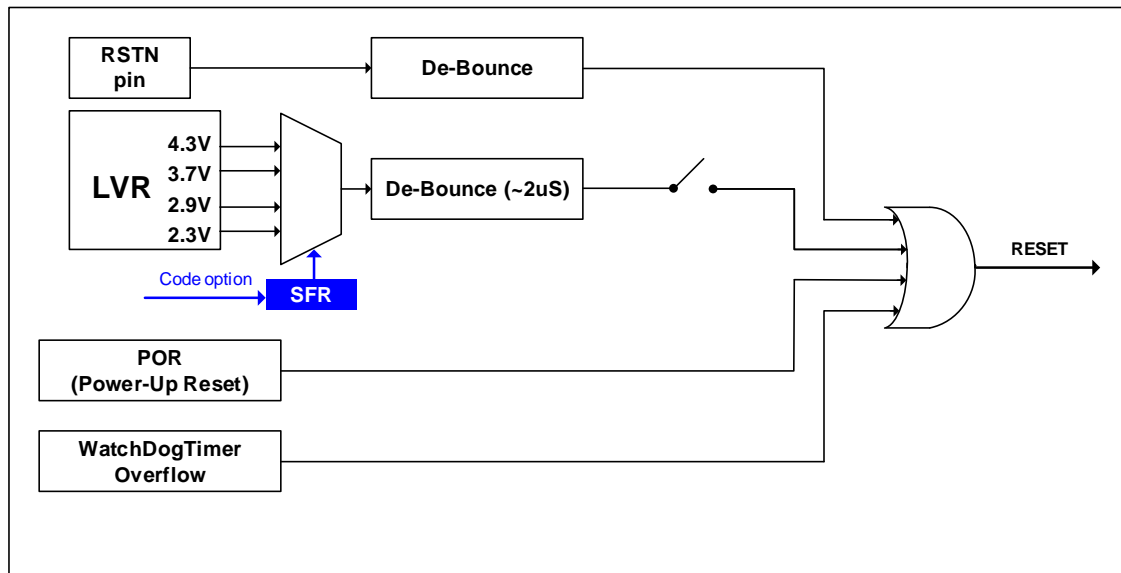 RSTN
pin
De-Bounce
LVR
4.3V
3.7V
2.9V
2.3V
De-Bounce (~2uS)
Code option
SFR
RESET
POR
(Power-Up Reset)
WatchDogTimer
Overflow